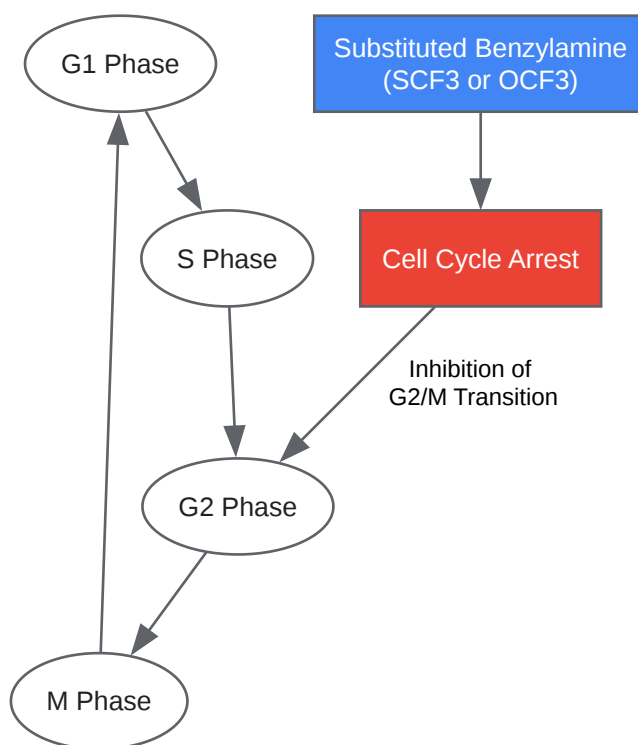 G1 Phase
Substituted Benzylamine
(SCF3 or OCF3)
S Phase
Cell Cycle Arrest
Inhibition of
G2/M Transition
G2 Phase
M Phase